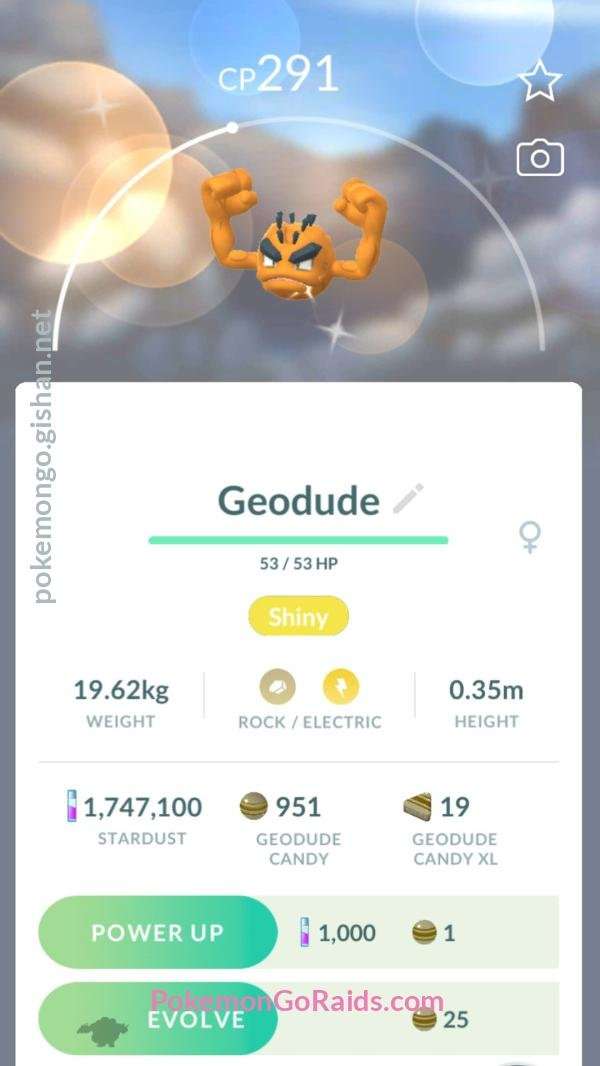 CP291
pokemongo.gishan.net
Geodude
53 / 53 HP
Shiny
19.62kg
WEIGHT
ROCK / ELECTRIC
0.35m
HEIGHT
1,747,100
STARDUST
951
GEODUDE
CANDY
19
GEODUDE
CANDY XL
POWER UP
1,000
1
PokemonGoRaids.com
EVOLVE
25